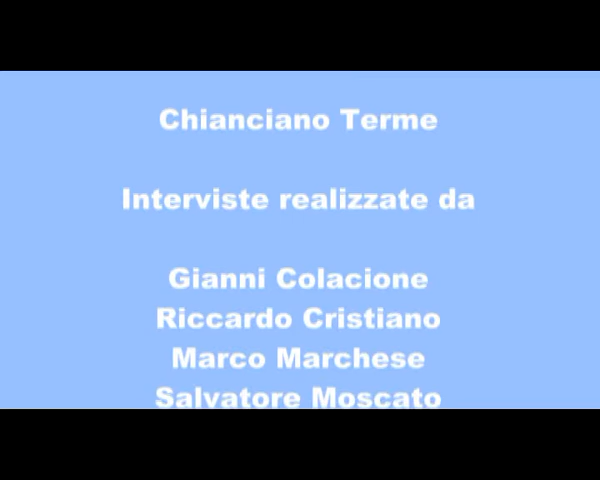 Chianciano Terme
Interviste realizzate da
Gianni Colacione
Riccardo Cristiano
Marco Marchese
Salvatore Moscato